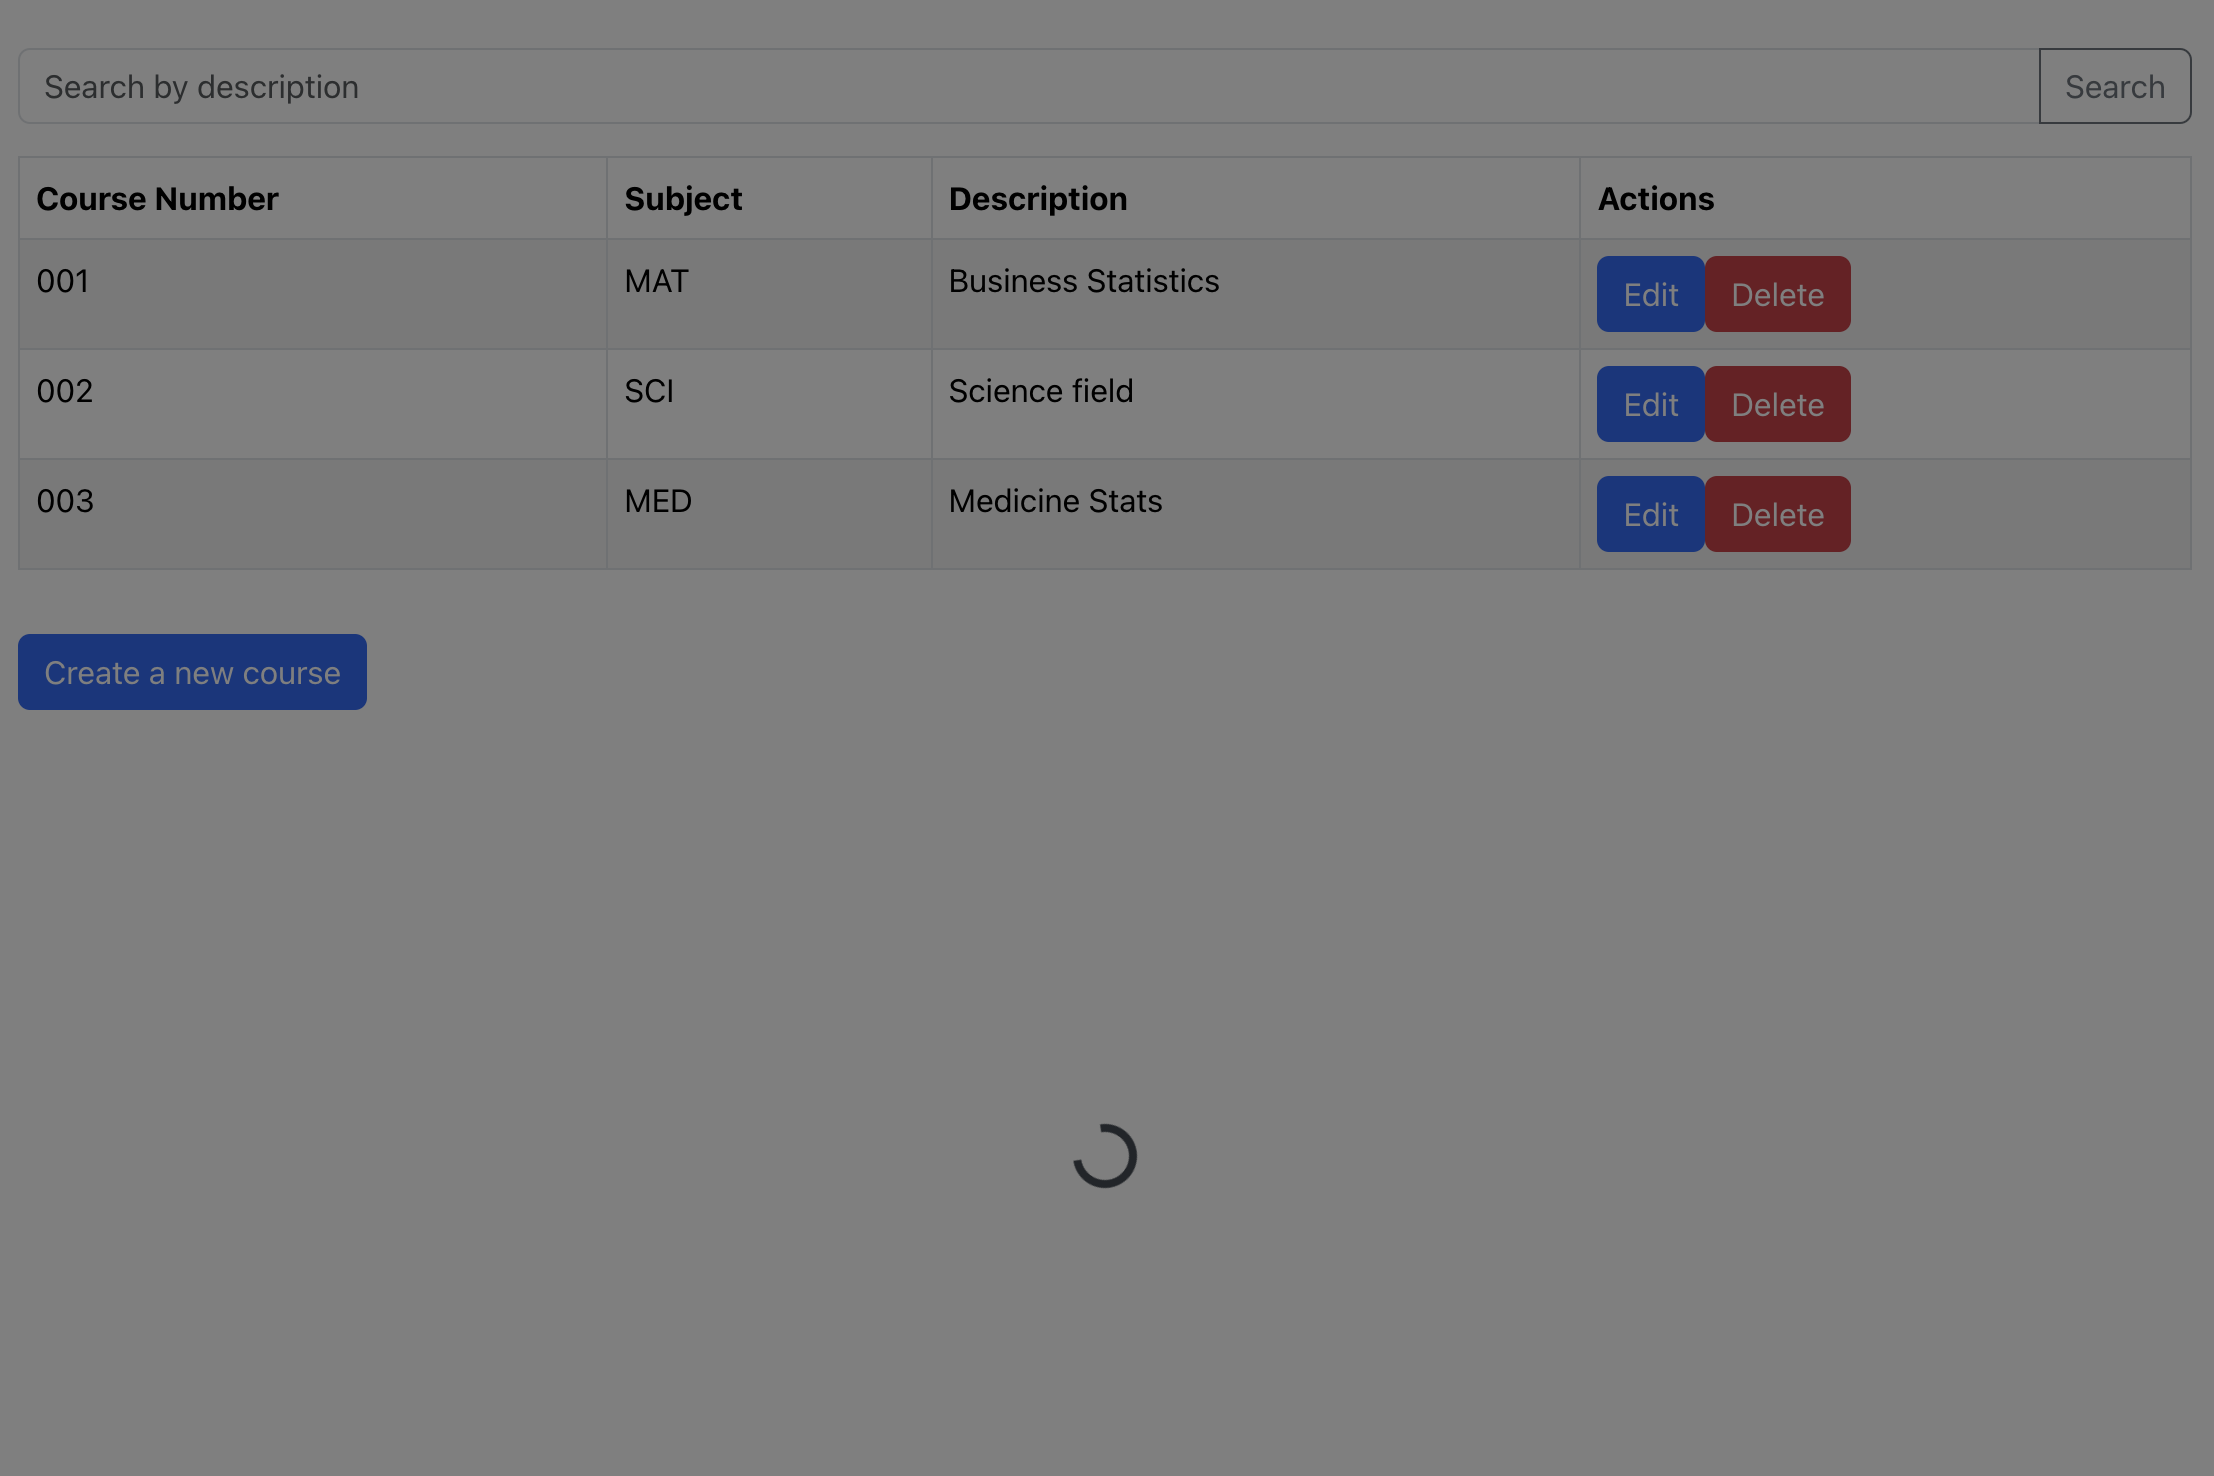 Search by description Search
Course Number Subject Description Actions
001 MAT Business Statistics Edit Delete
002 SCI Science field Edit Delete
003 MED Medicine Stats Edit Delete
Create a new course